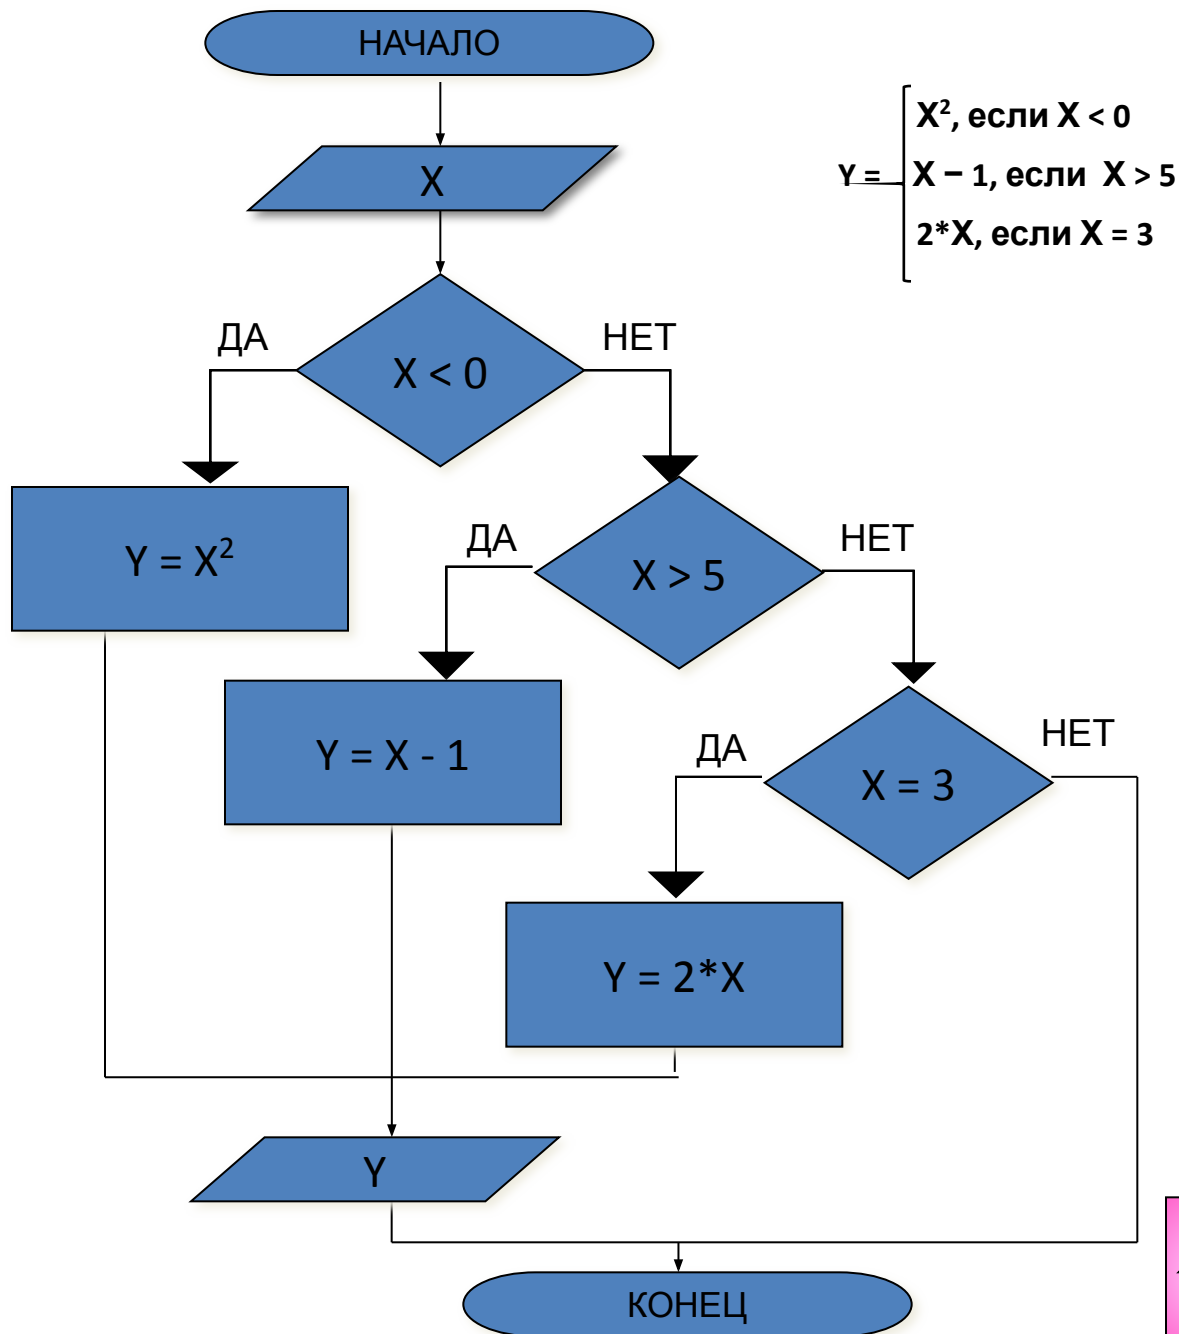 НАЧАЛО
X² , если X < 0
Y = X – 1, если X > 5
2*X, если X = 3
X
ДА
НЕТ
X < 0
Y = X²
ДА
НЕТ
X > 5
Y = X - 1
ДА
НЕТ
X = 3
Y = 2*X
Y
КОНЕЦ